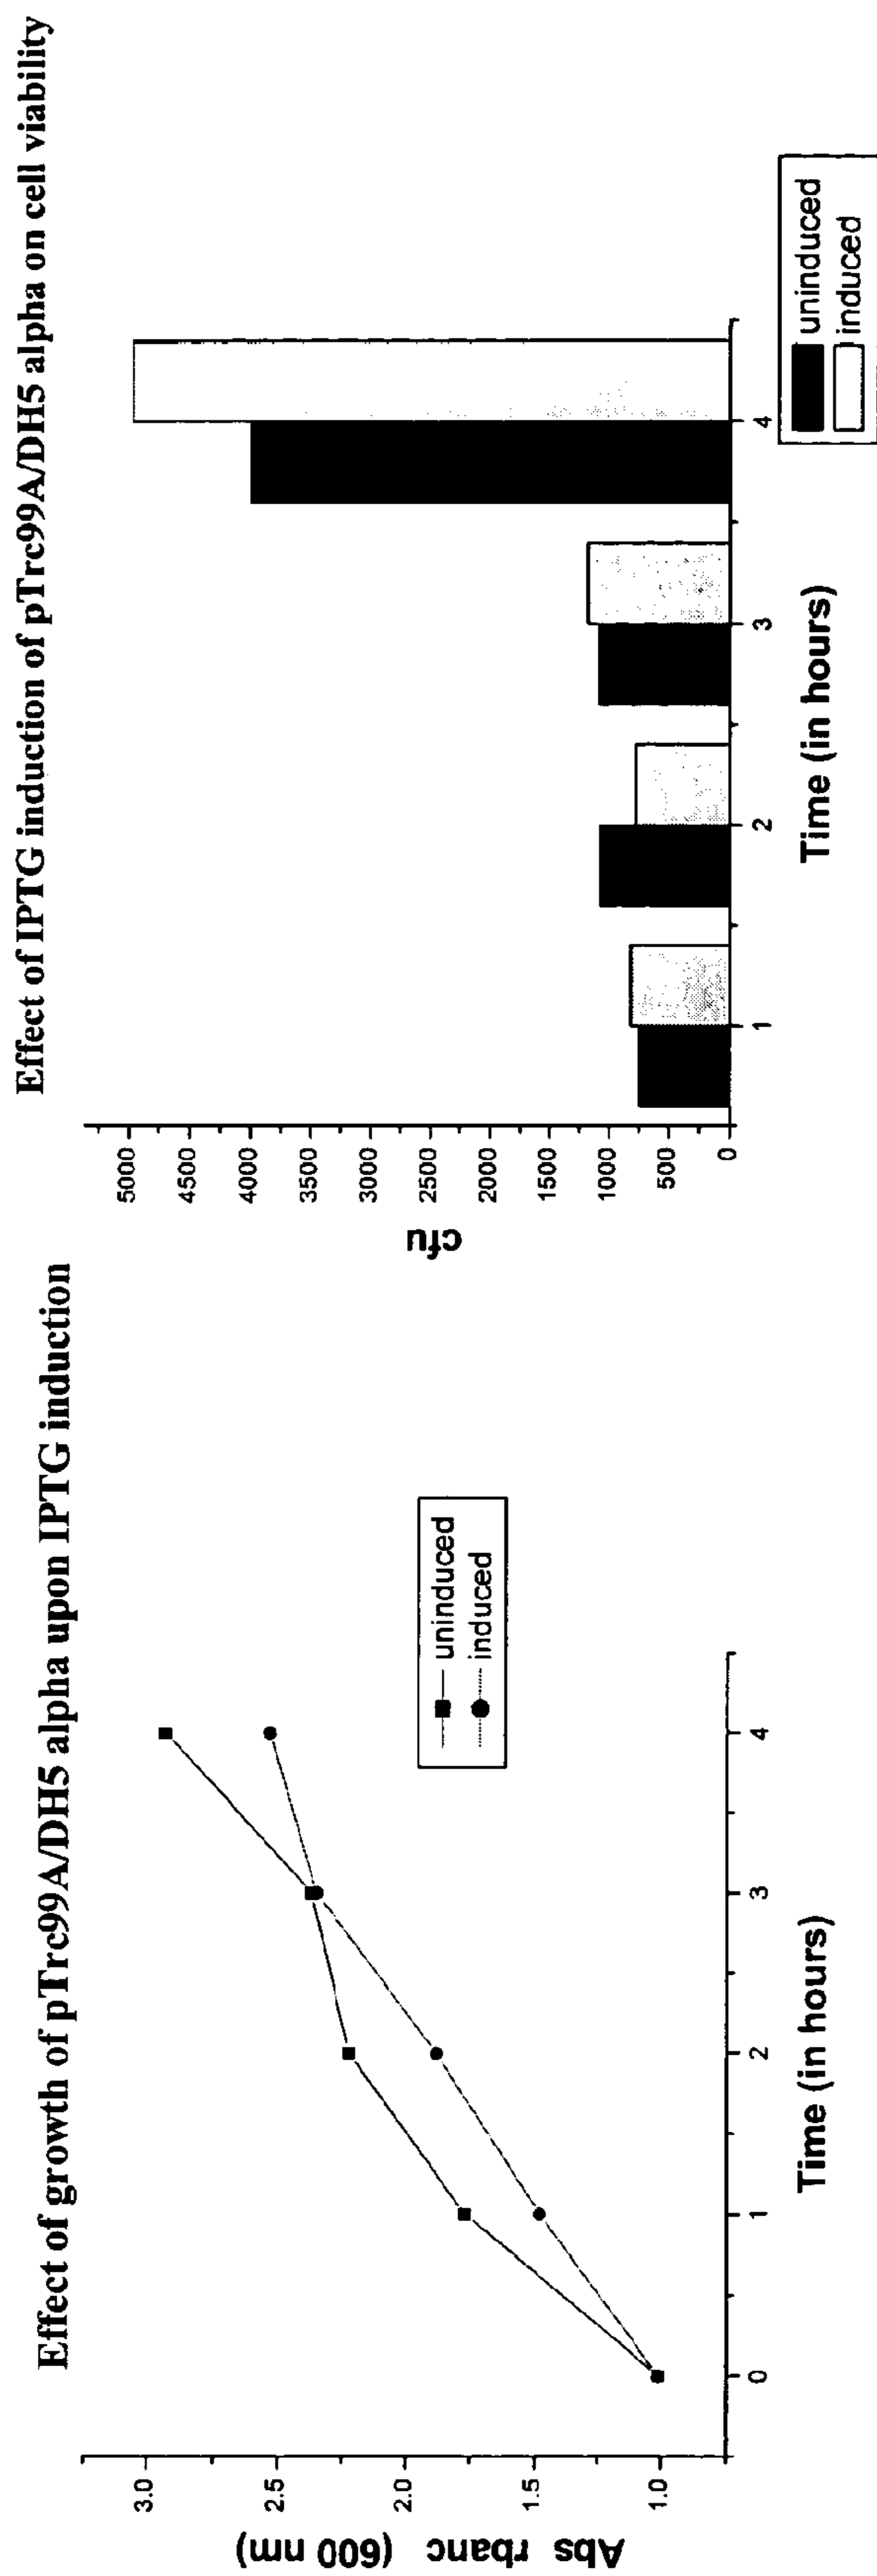 Effect of growth of pTrc99A/DH5 alpha upon IPTG induction
Abs rbanc (600 nm)
3.0
2.5
2.0
1.5
1.0
0 1 2 3 4
Time (in hours)
uninduced
induced
Effect of IPTG induction of pTrc99A/DH5 alpha on cell viability
cfu
5000
4500
4000
3500
3000
2500
2000
1500
1000
500
0
1 2 3 4
Time (in hours)
uninduced
induced